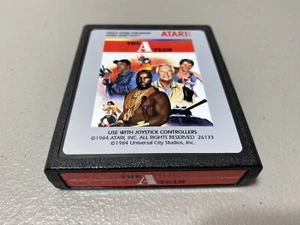 ATARI
THE A TEAM
USE WITH JOYSTICK CONTROLLERS
©1984 ATARI, INC. ALL RIGHTS RESERVED 26133
©1984 Universal City Studios, Inc.
THE A TEAM